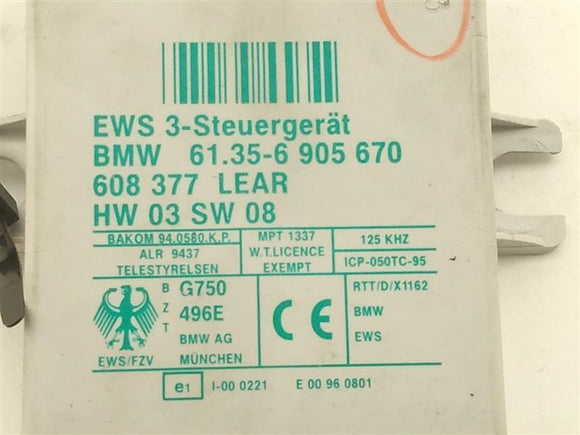 EWS 3-Steuergerät
BMW 61.35-6 905 670
608 377 LEAR
HW 03 SW 08
BAKOM 94.0580.K.P.
ALR 9437
TELESTYRELSEN
MPT 1337
W.T.LICENCE
EXEMPT
125 KHZ
ICP-050TC-95
BZT
G750
496E
BMW AG
MÜNCHEN
EWS/FZV
CE
RTT/D/X1162
BMW
EWS
e1 I-00 0221 E 00 96 0801